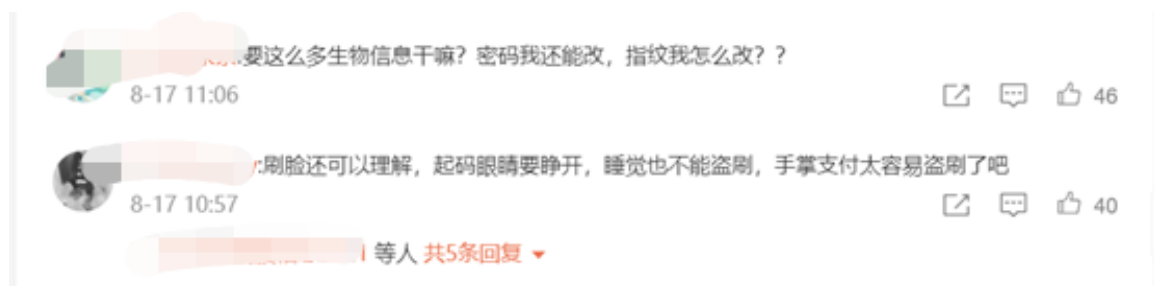 要这么多生物信息干嘛？密码我还能改，指纹我怎么改？？
8-17 11:06
46
:刷脸还可以理解，起码眼睛要睁开，睡觉也不能盗刷，手掌支付太容易盗刷了吧
8-17 10:57
40
等人 共5条回复